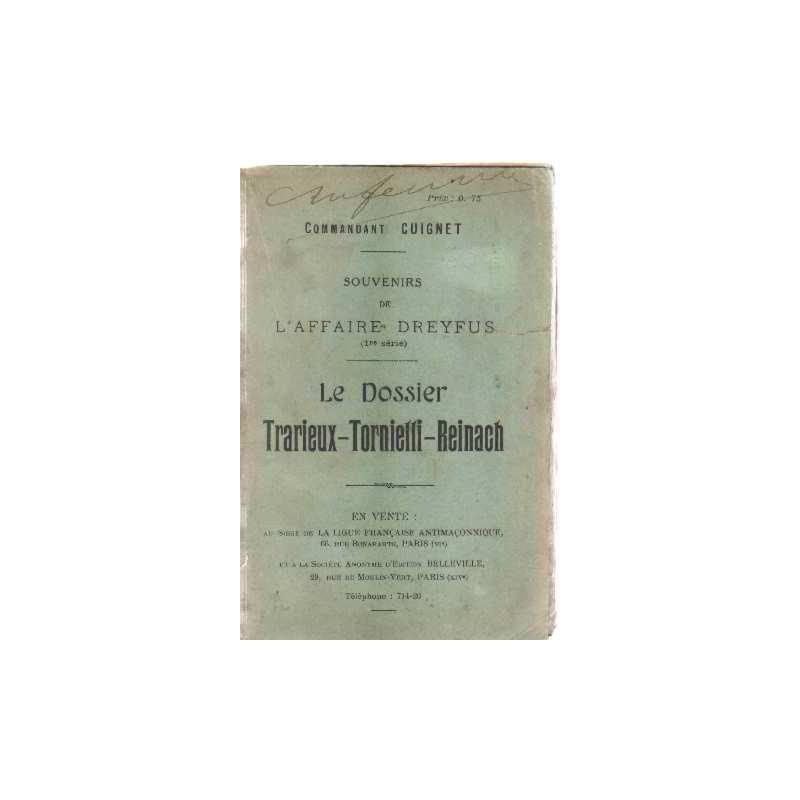 Prix : 0. 75
COMMANDANT CUIGNET
SOUVENIRS
DE
L'AFFAIRE DREYFUS
(1re série)
Le Dossier
Trarieux-Tornielli-Reinach
EN VENTE :
AU SIÈGE DE LA LIGUE FRANÇAISE ANTIMAÇONNIQUE,
66, RUE BONAPARTE, PARIS (VIe)
ET A LA SOCIÉTÉ ANONYME D'ÉDITION BELLEVILLE,
29, RUE DU MOULIN-VERT, PARIS (XIVe)
Téléphone : 714-20